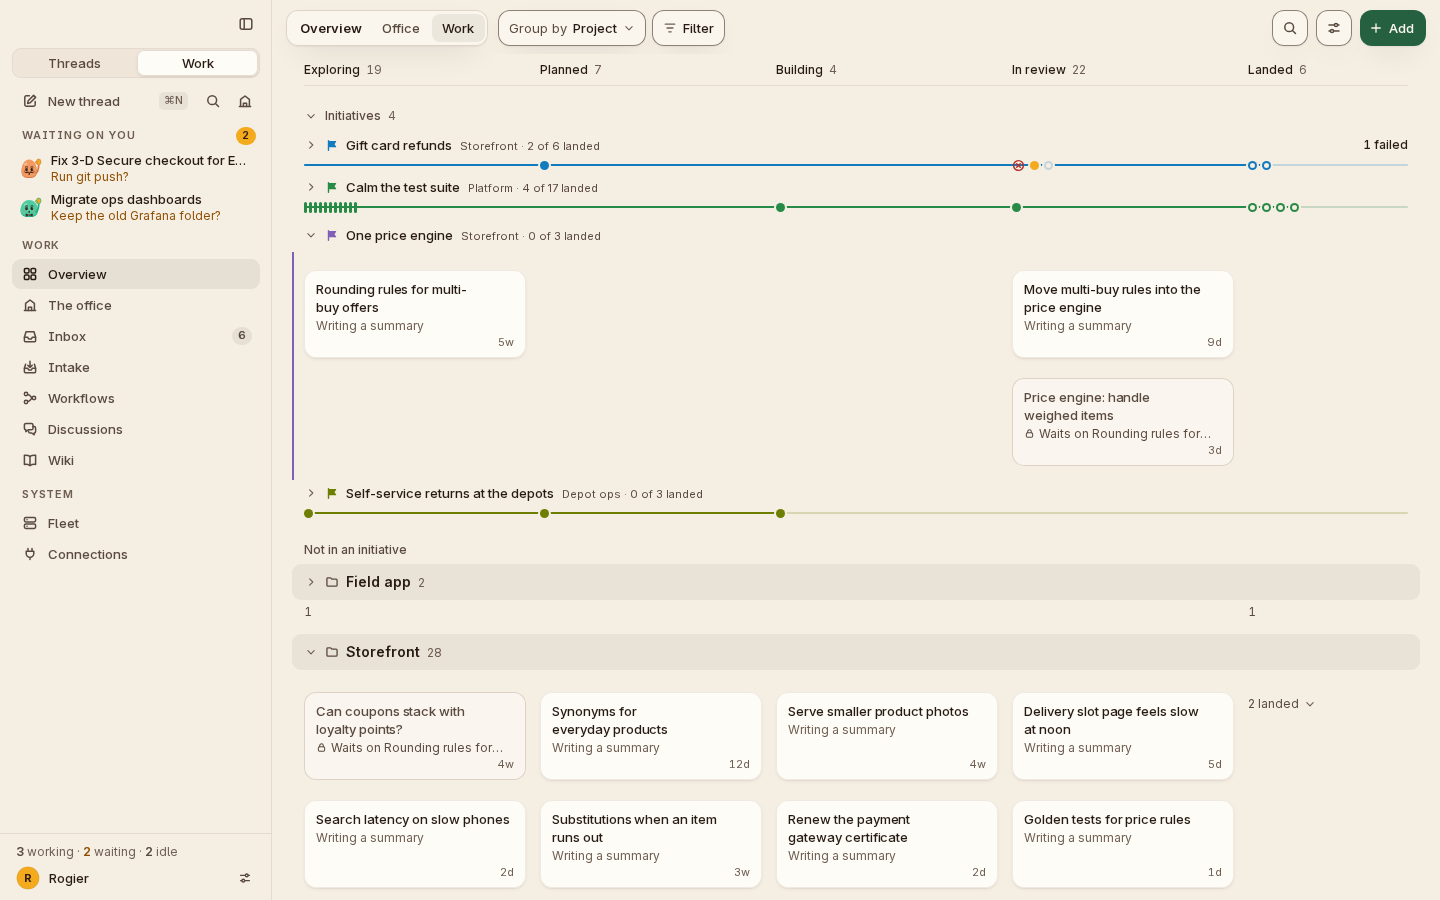 Threads
Work
New thread
⌘N
WAITING ON YOU
2
Fix 3-D Secure checkout for E…
Run git push?
Migrate ops dashboards
Keep the old Grafana folder?
WORK
Overview
The office
Inbox
6
Intake
Workflows
Discussions
Wiki
SYSTEM
Fleet
Connections
3 working · 2 waiting · 2 idle
R
Rogier
Overview
Office
Work
Group by Project
Filter
Add
Exploring 19
Planned 7
Building 4
In review 22
Landed 6
Initiatives 4
Gift card refunds
Storefront · 2 of 6 landed
1 failed
Calm the test suite
Platform · 4 of 17 landed
One price engine
Storefront · 0 of 3 landed
Rounding rules for multi-
buy offers
Writing a summary
5w
Move multi-buy rules into the
price engine
Writing a summary
9d
Price engine: handle
weighed items
Waits on Rounding rules for…
3d
Self-service returns at the depots
Depot ops · 0 of 3 landed
Not in an initiative
Field app 2
1
1
Storefront 28
Can coupons stack with
loyalty points?
Waits on Rounding rules for…
4w
Synonyms for
everyday products
Writing a summary
12d
Serve smaller product photos
Writing a summary
4w
Delivery slot page feels slow
at noon
Writing a summary
5d
2 landed
Search latency on slow phones
Writing a summary
2d
Substitutions when an item
runs out
Writing a summary
3w
Renew the payment
gateway certificate
Writing a summary
2d
Golden tests for price rules
Writing a summary
1d